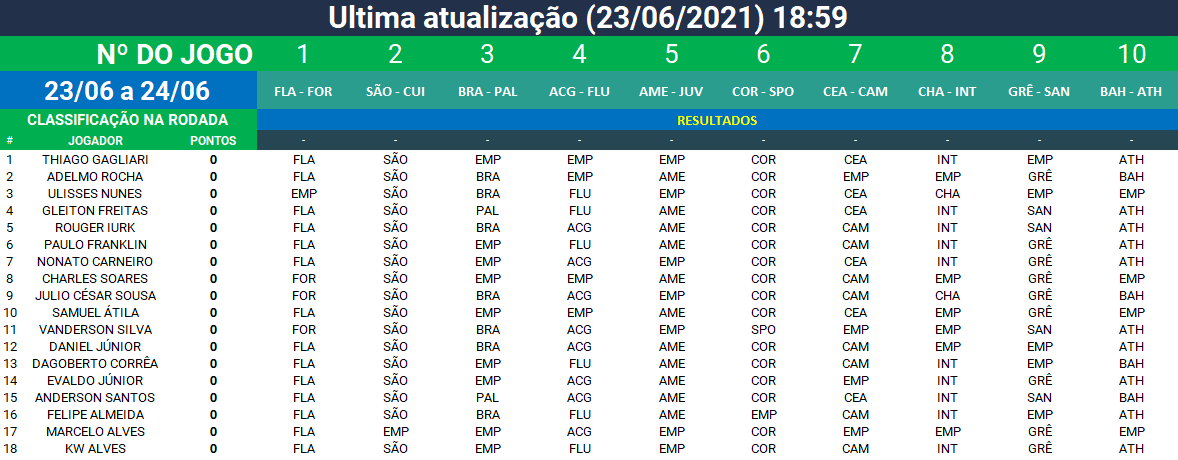 Ultima atualização (23/06/2021) 18:59
Nº DO JOGO 1 2 3 4 5 6 7 8 9 10
23/06 a 24/06 FLA - FOR SÃO - CUI BRA - PAL ACG - FLU AME - JUV COR - SPO CEA - CAM CHA - INT GRÊ - SAN BAH - ATH
CLASSIFICAÇÃO NA RODADA RESULTADOS
# JOGADOR PONTOS - - - - - - - - - -
1 THIAGO GAGLIARI 0 FLA SÃO EMP EMP EMP COR CEA INT EMP ATH
2 ADELMO ROCHA 0 FLA SÃO BRA EMP AME COR EMP EMP GRÊ BAH
3 ULISSES NUNES 0 EMP SÃO BRA FLU EMP COR CEA CHA EMP EMP
4 GLEITON FREITAS 0 FLA SÃO PAL FLU AME COR CEA INT SAN ATH
5 ROUGER IURK 0 FLA SÃO BRA ACG AME COR CAM INT SAN ATH
6 PAULO FRANKLIN 0 FLA SÃO EMP FLU AME COR CAM INT GRÊ ATH
7 NONATO CARNEIRO 0 FLA SÃO EMP ACG EMP COR CEA INT GRÊ ATH
8 CHARLES SOARES 0 FOR SÃO EMP EMP AME COR CAM EMP GRÊ EMP
9 JULIO CÉSAR SOUSA 0 FOR SÃO BRA ACG EMP COR CAM CHA GRÊ BAH
10 SAMUEL ÁTILA 0 FLA SÃO EMP EMP AME COR CEA EMP GRÊ EMP
11 VANDERSON SILVA 0 FOR SÃO BRA ACG EMP SPO EMP EMP SAN ATH
12 DANIEL JÚNIOR 0 FLA SÃO BRA ACG AME COR CAM EMP EMP ATH
13 DAGOBERTO CORRÊA 0 FLA SÃO EMP FLU AME COR CAM INT EMP BAH
14 EVALDO JÚNIOR 0 FLA SÃO EMP ACG AME COR EMP INT GRÊ ATH
15 ANDERSON SANTOS 0 FLA SÃO PAL ACG AME COR CEA INT SAN BAH
16 FELIPE ALMEIDA 0 FLA SÃO BRA FLU AME EMP CAM INT EMP ATH
17 MARCELO ALVES 0 FLA EMP EMP ACG EMP COR EMP EMP GRÊ EMP
18 KW ALVES 0 FLA SÃO EMP FLU EMP COR CAM INT GRÊ ATH